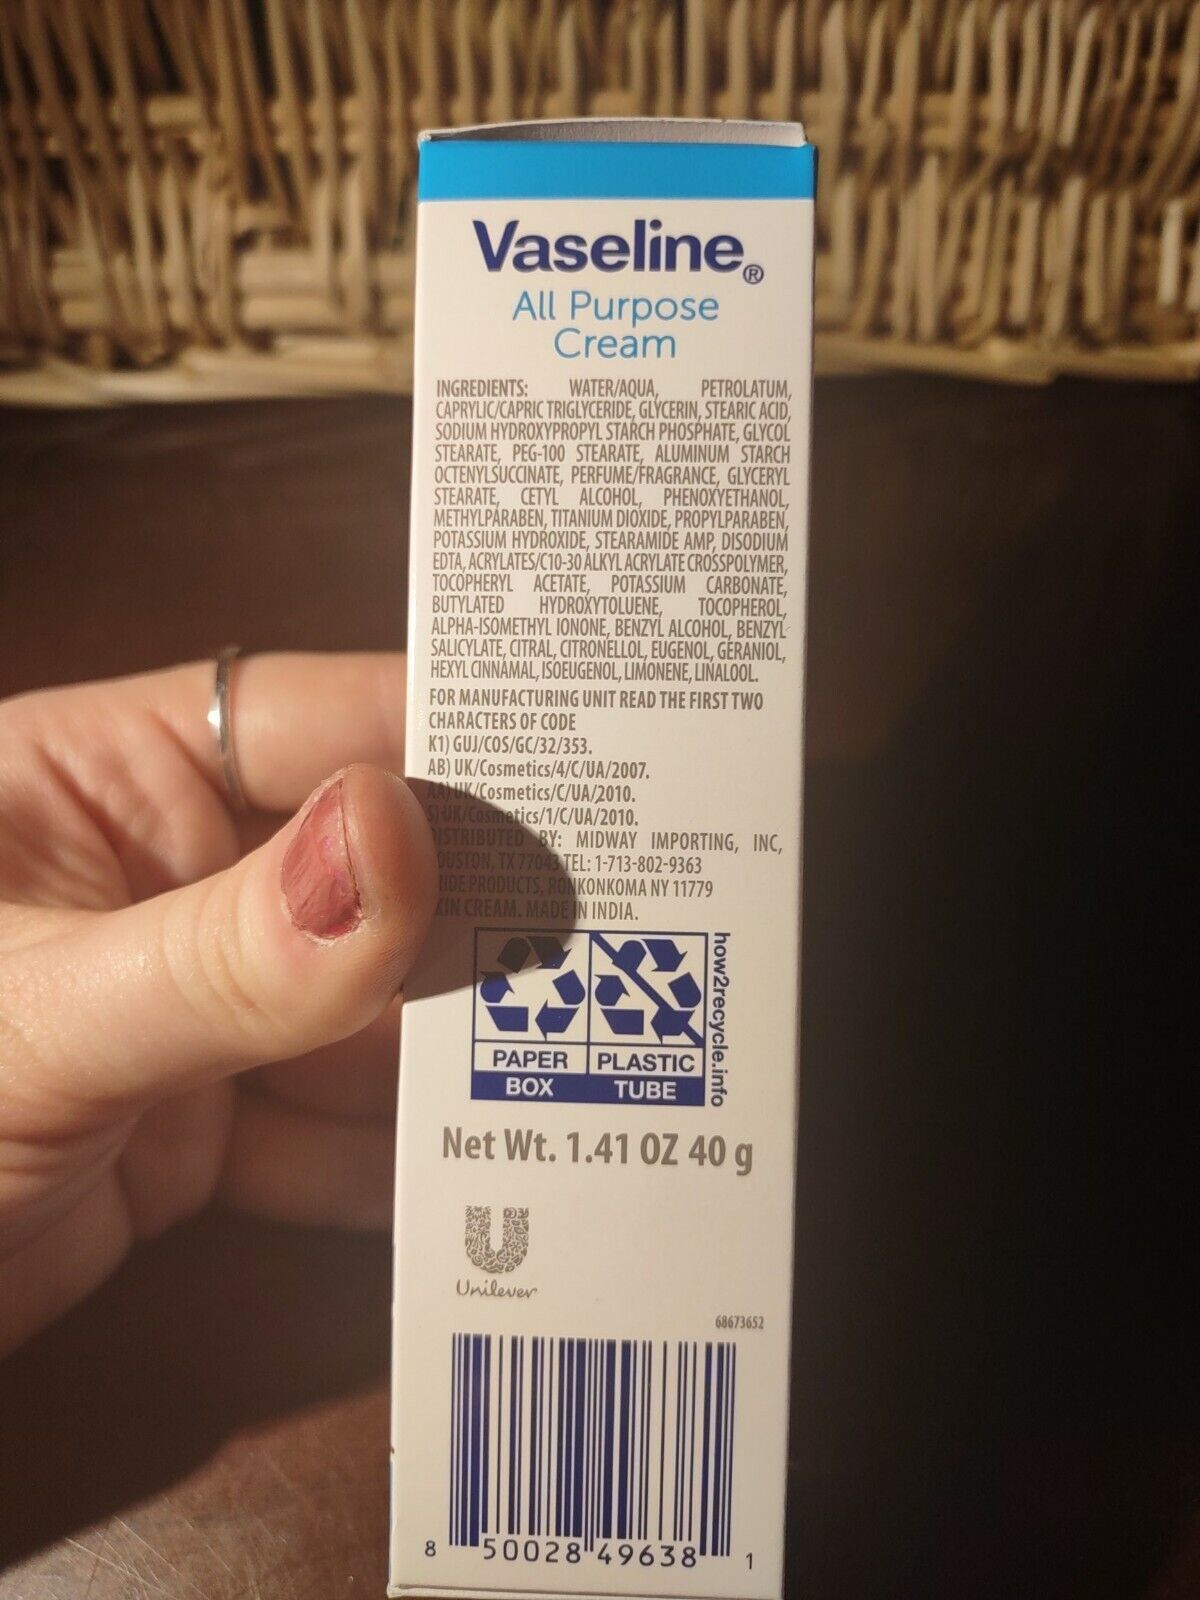 Vaseline®
All Purpose
Cream
INGREDIENTS: WATER/AQUA, PETROLATUM,
CAPRYLIC/CAPRIC TRIGLYCERIDE, GLYCERIN, STEARIC ACID,
SODIUM HYDROXYPROPYL STARCH PHOSPHATE, GLYCOL
STEARATE, PEG-100 STEARATE, ALUMINUM STARCH
OCTENYLSUCCINATE, PERFUME/FRAGRANCE, GLYCERYL
STEARATE, CETYL ALCOHOL, PHENOXYETHANOL,
METHYLPARABEN, TITANIUM DIOXIDE, PROPYLPARABEN,
POTASSIUM HYDROXIDE, STEARAMIDE AMP, DISODIUM
EDTA, ACRYLATES/C10-30 ALKYL ACRYLATE CROSSPOLYMER,
TOCOPHERYL ACETATE, POTASSIUM CARBONATE,
BUTYLATED HYDROXYTOLUENE, TOCOPHEROL,
ALPHA-ISOMETHYL IONONE, BENZYL ALCOHOL, BENZYL
SALICYLATE, CITRAL, CITRONELLOL, EUGENOL, GERANIOL,
HEXYL CINNAMAL, ISOEUGENOL, LIMONENE, LINALOOL.
FOR MANUFACTURING UNIT READ THE FIRST TWO
CHARACTERS OF CODE
K1) GUJ/COS/GC/32/353.
AB) UK/Cosmetics/4/C/UA/2007.
AA) UK/Cosmetics/C/UA/2010.
S) UK/Cosmetics/1/C/UA/2010.
DISTRIBUTED BY: MIDWAY IMPORTING, INC,
HOUSTON, TX 77043 TEL: 1-713-802-9363
PRODUCTS, RONKONKOMA NY 11779
SKIN CREAM. MADE IN INDIA.
PAPER
BOX
PLASTIC
TUBE
how2recycle.info
Net Wt. 1.41 OZ 40 g
Unilever
68673652
8 50028 49638 1